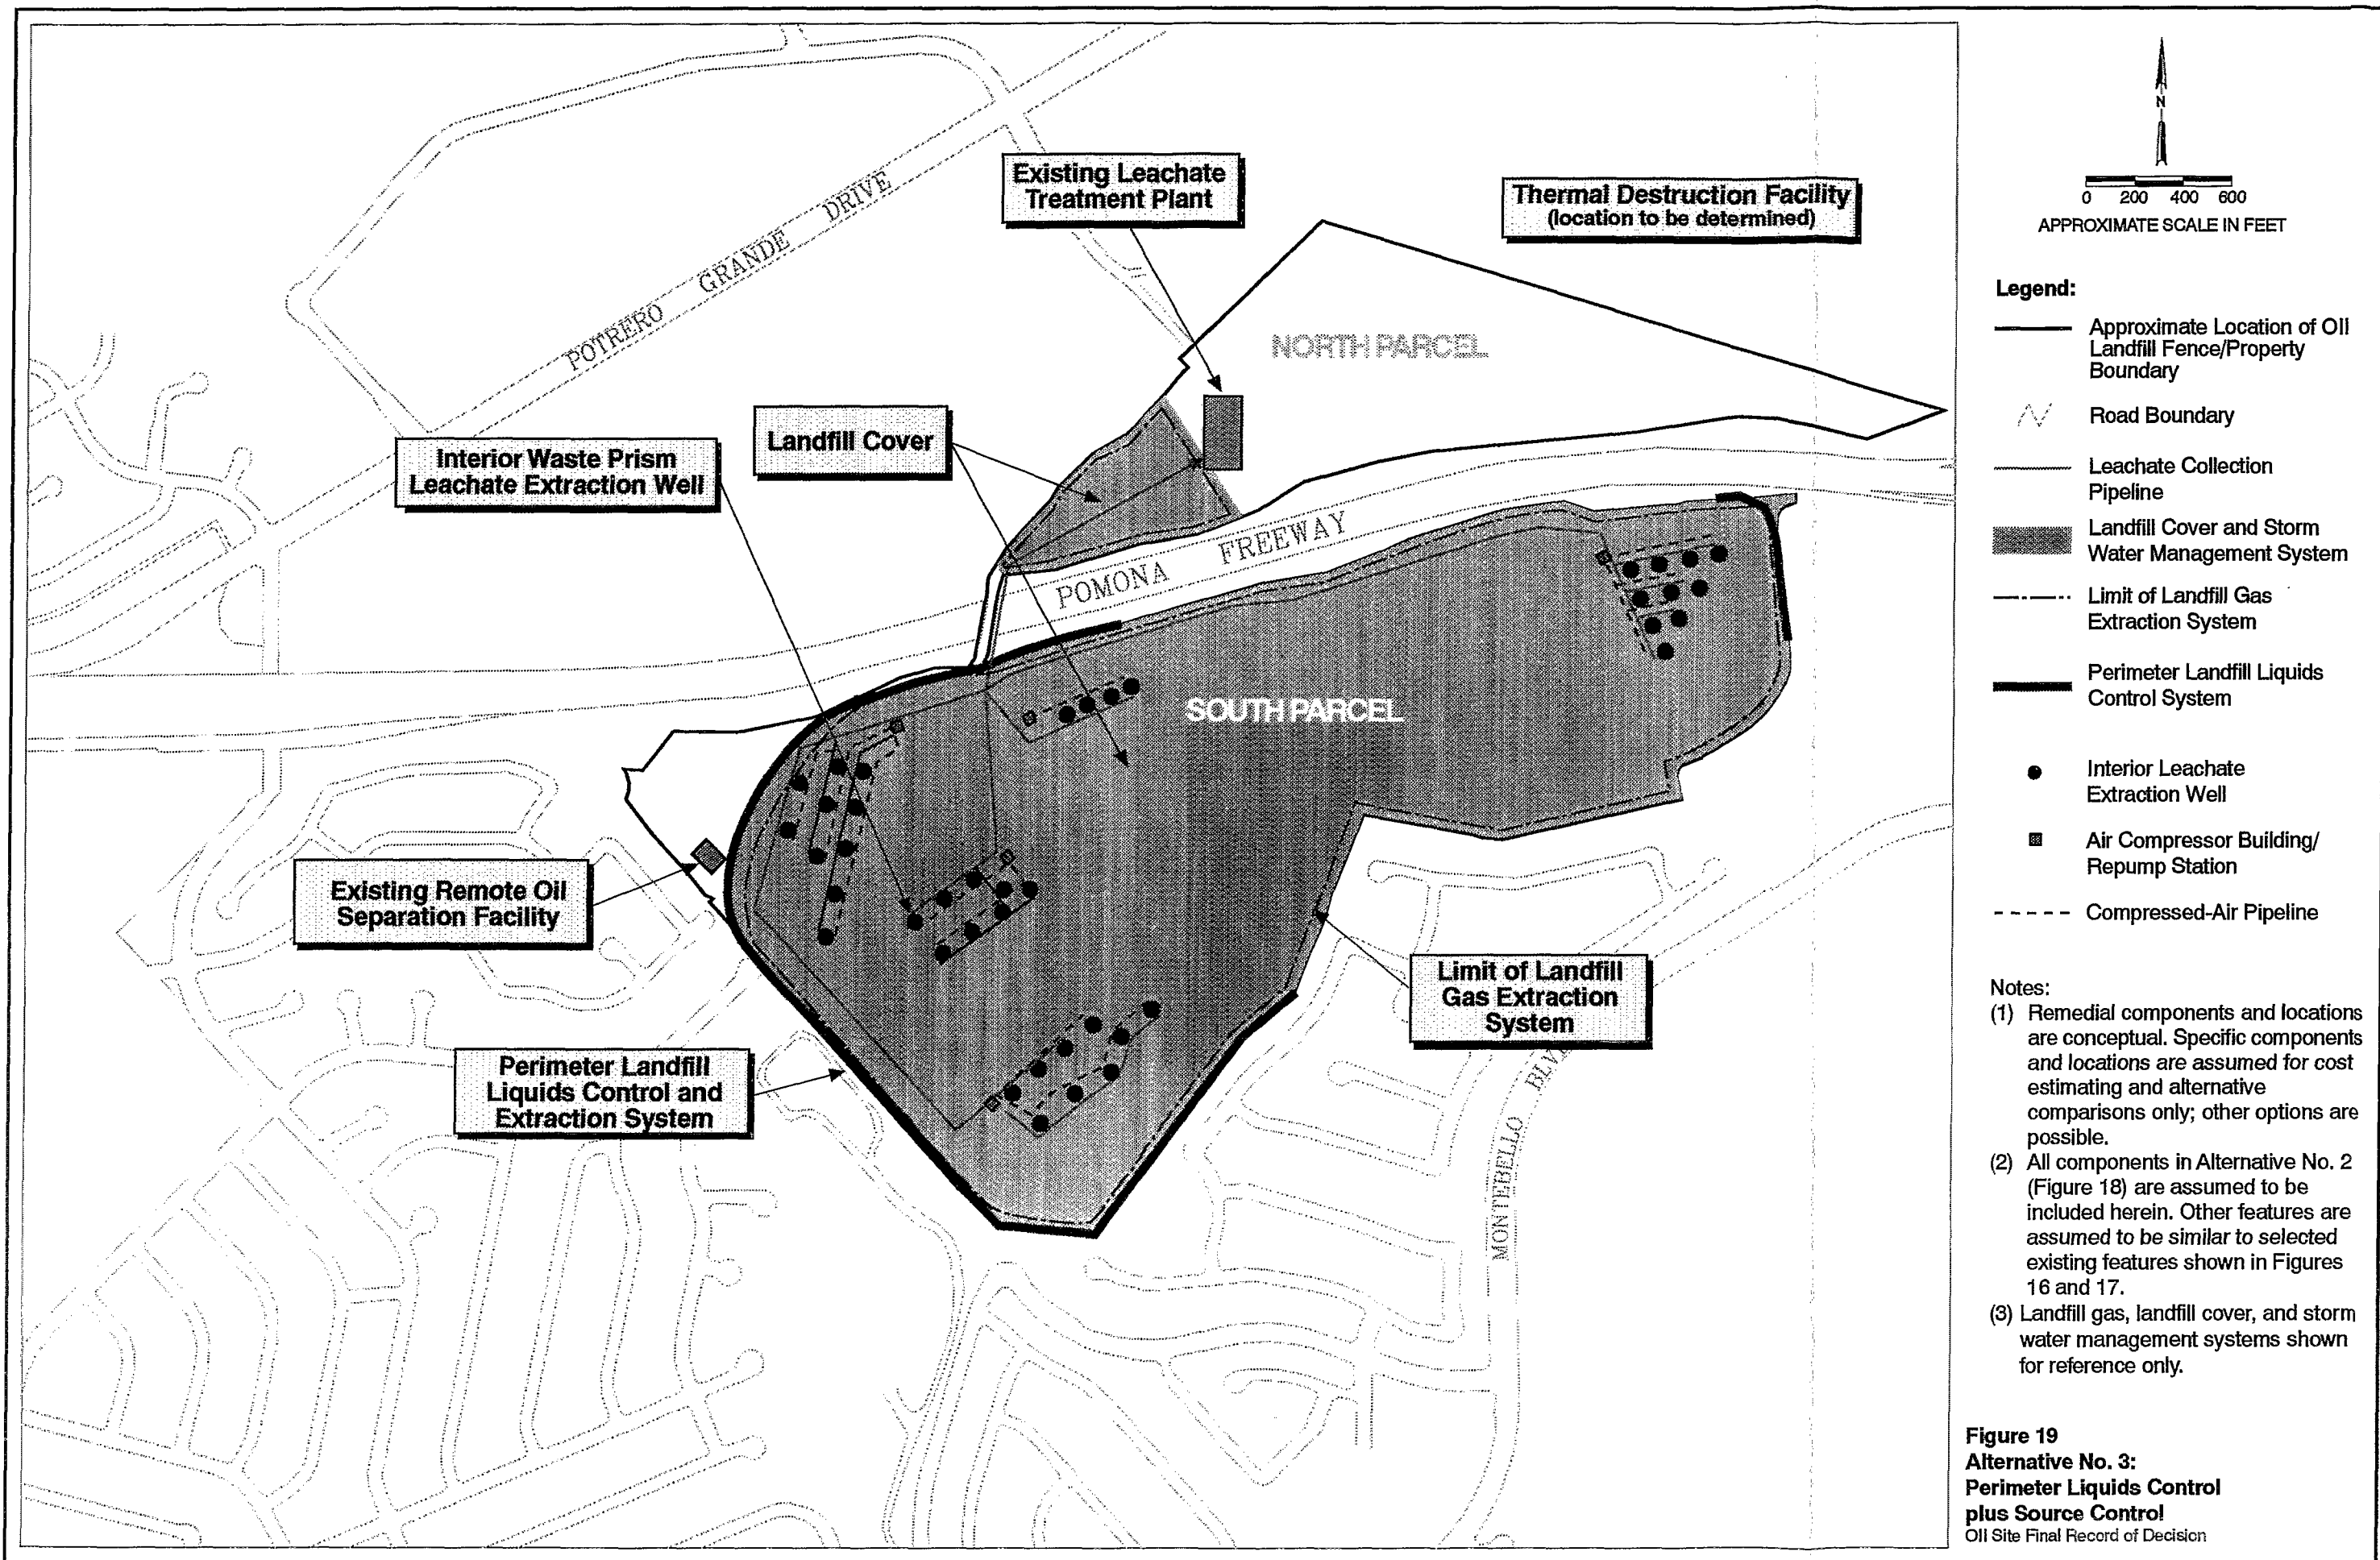 Existing Leachate
Treatment Plant
Thermal Destruction Facility
(location to be determined)
POTRERO GRANDE DRIVE
NORTH PARCEL
Landfill Cover
Interior Waste Prism
Leachate Extraction Well
POMONA FREEWAY
SOUTH PARCEL
Existing Remote Oil
Separation Facility
Limit of Landfill
Gas Extraction
System
Perimeter Landfill
Liquids Control and
Extraction System
MONTEBELLO
N
0 200 400 600
APPROXIMATE SCALE IN FEET
Legend:
Approximate Location of OII
Landfill Fence/Property
Boundary
Road Boundary
Leachate Collection
Pipeline
Landfill Cover and Storm
Water Management System
Limit of Landfill Gas
Extraction System
Perimeter Landfill Liquids
Control System
Interior Leachate
Extraction Well
Air Compressor Building/
Repump Station
Compressed-Air Pipeline
Notes:
(1) Remedial components and locations
are conceptual. Specific components
and locations are assumed for cost
estimating and alternative
comparisons only; other options are
possible.
(2) All components in Alternative No. 2
(Figure 18) are assumed to be
included herein. Other features are
assumed to be similar to selected
existing features shown in Figures
16 and 17.
(3) Landfill gas, landfill cover, and storm
water management systems shown
for reference only.
Figure 19
Alternative No. 3:
Perimeter Liquids Control
plus Source Control
OII Site Final Record of Decision